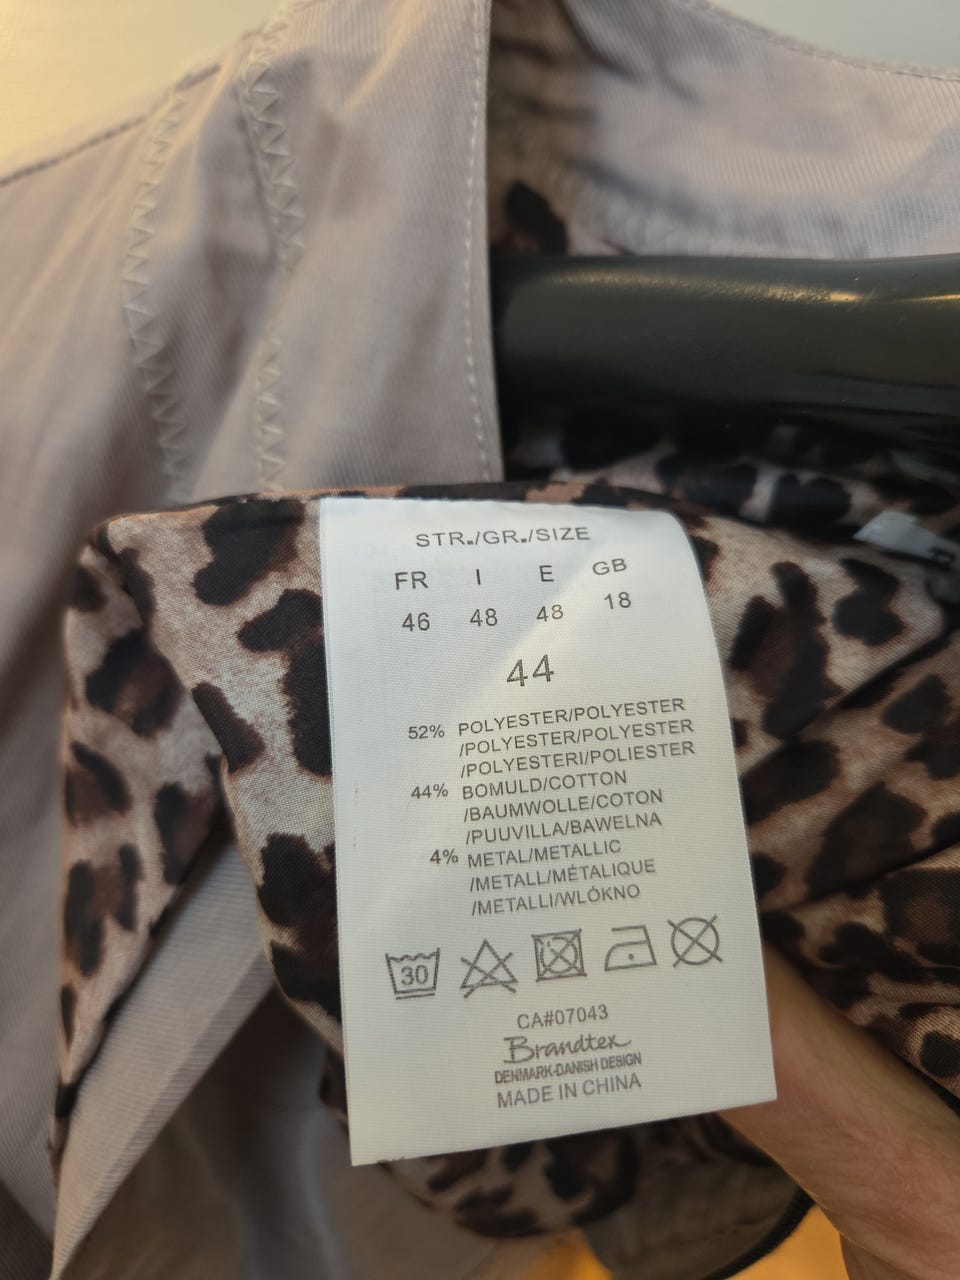 STR./GR./SIZE
FR I E GB
46 48 48 18
44
52% POLYESTER/POLYESTER
/POLYESTER/POLYESTER
/POLYESTERI/POLIESTER
44% BOMULD/COTTON
/BAUMWOLLE/COTON
/PUUVILLA/BAWELNA
4% METAL/METALLIC
/METALL/MÉTALIQUE
/METALLI/WLÓKNO
30
CA#07043
Brandtex
DENMARK-DANISH DESIGN
MADE IN CHINA